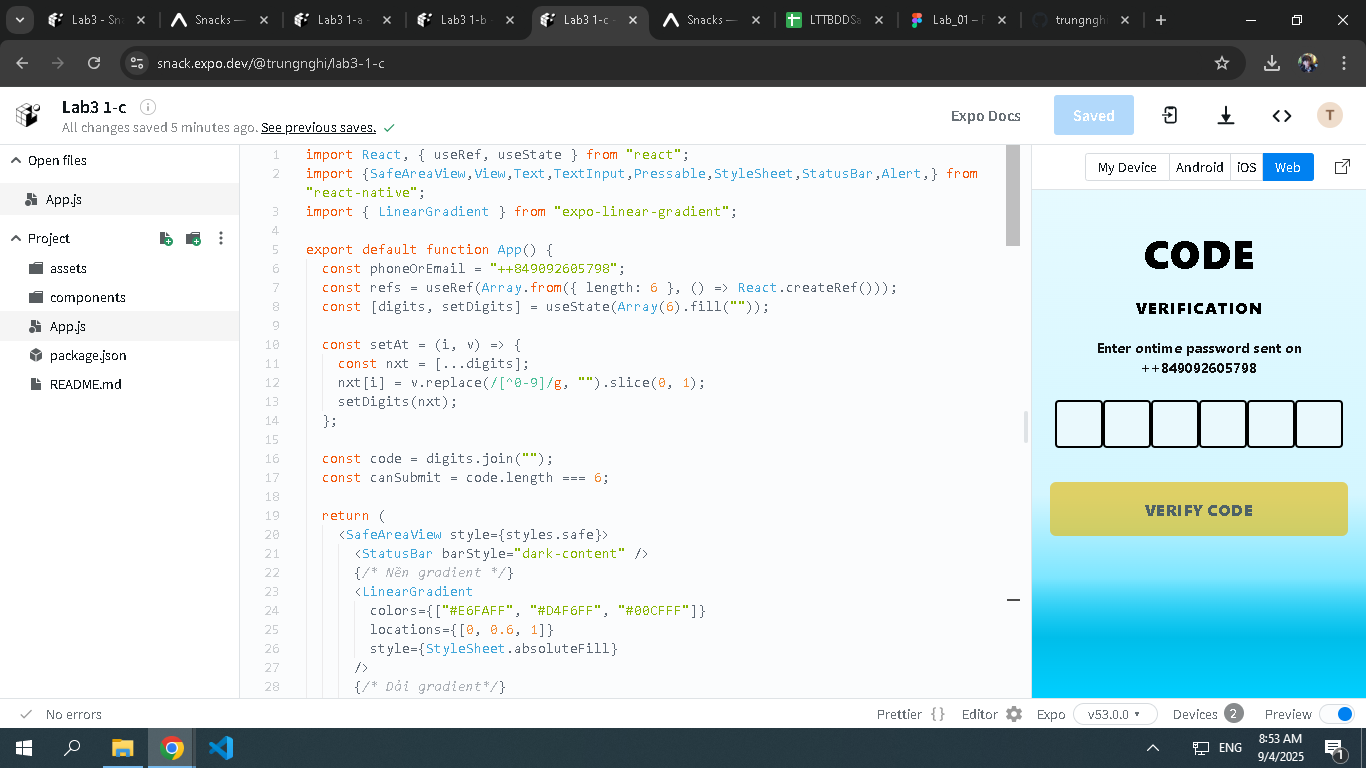 Lab3 - Sna
Snacks —
Lab3 1-a -
Lab3 1-b -
Lab3 1-c -
Snacks —
LTTBDDSa
Lab_01 – F
trungngh
snack.expo.dev/@trungnghi/lab3-1-c
Lab3 1-c
All changes saved 5 minutes ago. See previous saves.
Expo Docs
Saved
T
Open files
App.js
Project
assets
components
App.js
package.json
README.md
1 import React, { useRef, useState } from "react";
2 import {SafeAreaView,View,Text,TextInput,Pressable,StyleSheet,StatusBar,Alert,} from
"react-native";
3 import { LinearGradient } from "expo-linear-gradient";
4
5 export default function App() {
6 const phoneOrEmail = "++849092605798";
7 const refs = useRef(Array.from({ length: 6 }, () => React.createRef()));
8 const [digits, setDigits] = useState(Array(6).fill(""));
9
10 const setAt = (i, v) => {
11 const nxt = [...digits];
12 nxt[i] = v.replace(/[^0-9]/g, "").slice(0, 1);
13 setDigits(nxt);
14 };
15
16 const code = digits.join("");
17 const canSubmit = code.length === 6;
18
19 return (
20 <SafeAreaView style={styles.safe}>
21 <StatusBar barStyle="dark-content" />
22 {/* Nền gradient */}
23 <LinearGradient
24 colors={["#E6FAFF", "#D4F6FF", "#00CFFF"]}
25 locations={[0, 0.6, 1]}
26 style={StyleSheet.absoluteFill}
27 />
28 {/* Dải gradient*/}
My Device
Android
iOS
Web
CODE
VERIFICATION
Enter ontime password sent on
++849092605798
VERIFY CODE
No errors
Prettier {}
Editor
Expo
v53.0.0
Devices 2
Preview
ENG
8:53 AM
9/4/2025
1